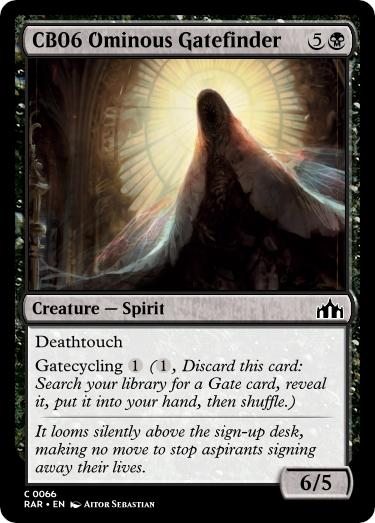 CB06 Ominous Gatefinder 5
Creature — Spirit
Deathtouch
Gatecycling 1 (1, Discard this card:
Search your library for a Gate card, reveal
it, put it into your hand, then shuffle.)
It looms silently above the sign-up desk,
making no move to stop aspirants signing
away their lives.
6/5
C 0066
RAR • EN AITOR SEBASTIAN